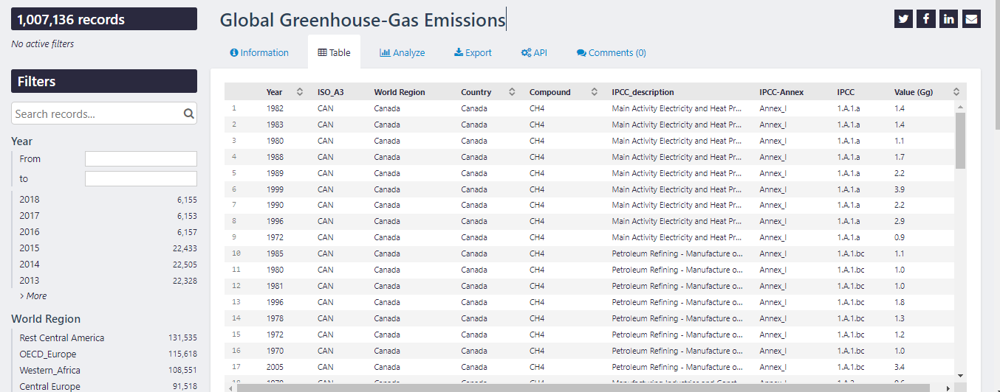 1,007,136 records
No active filters
Filters
Search records...
Year
From
to
2018 6,155
2017 6,153
2016 6,157
2015 22,433
2014 22,505
2013 22,328
> More
World Region
Rest Central America 131,535
OECD_Europe 115,618
Western_Africa 108,551
Central Europe 91,518
Global Greenhouse-Gas Emissions
Information Table Analyze Export API Comments (0)
Year ISO_A3 World Region Country Compound IPCC_description IPCC-Annex IPCC Value (Gg)
1 1982 CAN Canada Canada CH4 Main Activity Electricity and Heat Pr... Annex_I 1.A.1.a 1.4
2 1983 CAN Canada Canada CH4 Main Activity Electricity and Heat Pr... Annex_I 1.A.1.a 1.4
3 1980 CAN Canada Canada CH4 Main Activity Electricity and Heat Pr... Annex_I 1.A.1.a 1.1
4 1988 CAN Canada Canada CH4 Main Activity Electricity and Heat Pr... Annex_I 1.A.1.a 1.7
5 1989 CAN Canada Canada CH4 Main Activity Electricity and Heat Pr... Annex_I 1.A.1.a 2.2
6 1999 CAN Canada Canada CH4 Main Activity Electricity and Heat Pr... Annex_I 1.A.1.a 3.9
7 1990 CAN Canada Canada CH4 Main Activity Electricity and Heat Pr... Annex_I 1.A.1.a 2.2
8 1996 CAN Canada Canada CH4 Main Activity Electricity and Heat Pr... Annex_I 1.A.1.a 2.9
9 1972 CAN Canada Canada CH4 Main Activity Electricity and Heat Pr... Annex_I 1.A.1.a 0.9
10 1985 CAN Canada Canada CH4 Petroleum Refining - Manufacture o... Annex_I 1.A.1.bc 1.1
11 1980 CAN Canada Canada CH4 Petroleum Refining - Manufacture o... Annex_I 1.A.1.bc 1.0
12 1981 CAN Canada Canada CH4 Petroleum Refining - Manufacture o... Annex_I 1.A.1.bc 1.0
13 1996 CAN Canada Canada CH4 Petroleum Refining - Manufacture o... Annex_I 1.A.1.bc 1.8
14 1978 CAN Canada Canada CH4 Petroleum Refining - Manufacture o... Annex_I 1.A.1.bc 1.3
15 1972 CAN Canada Canada CH4 Petroleum Refining - Manufacture o... Annex_I 1.A.1.bc 1.2
16 1970 CAN Canada Canada CH4 Petroleum Refining - Manufacture o... Annex_I 1.A.1.bc 1.0
17 2005 CAN Canada Canada CH4 Petroleum Refining - Manufacture o... Annex_I 1.A.1.bc 3.4